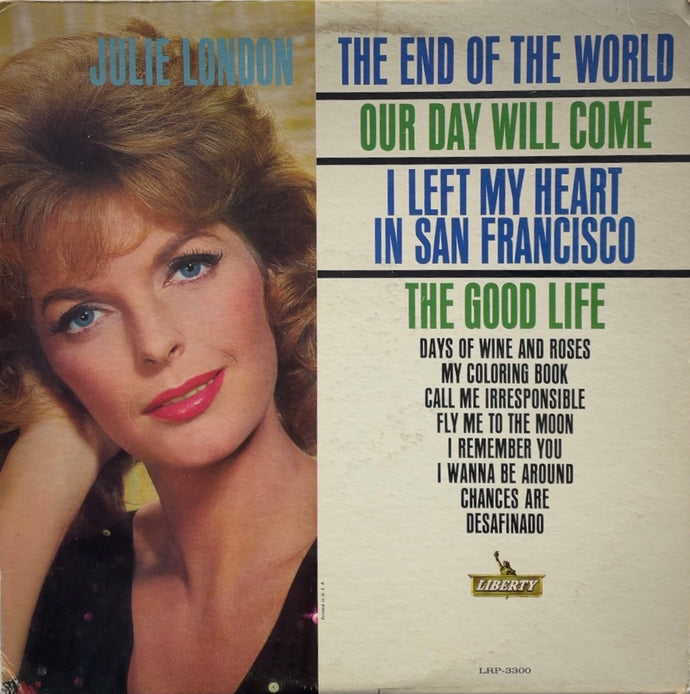 JULIE LONDON
THE END OF THE WORLD
OUR DAY WILL COME
I LEFT MY HEART
IN SAN FRANCISCO
THE GOOD LIFE
DAYS OF WINE AND ROSES
MY COLORING BOOK
CALL ME IRRESPONSIBLE
FLY ME TO THE MOON
I REMEMBER YOU
I WANNA BE AROUND
CHANCES ARE
DESAFINADO
LIBERTY
Printed in U. S. A.
LRP-3300